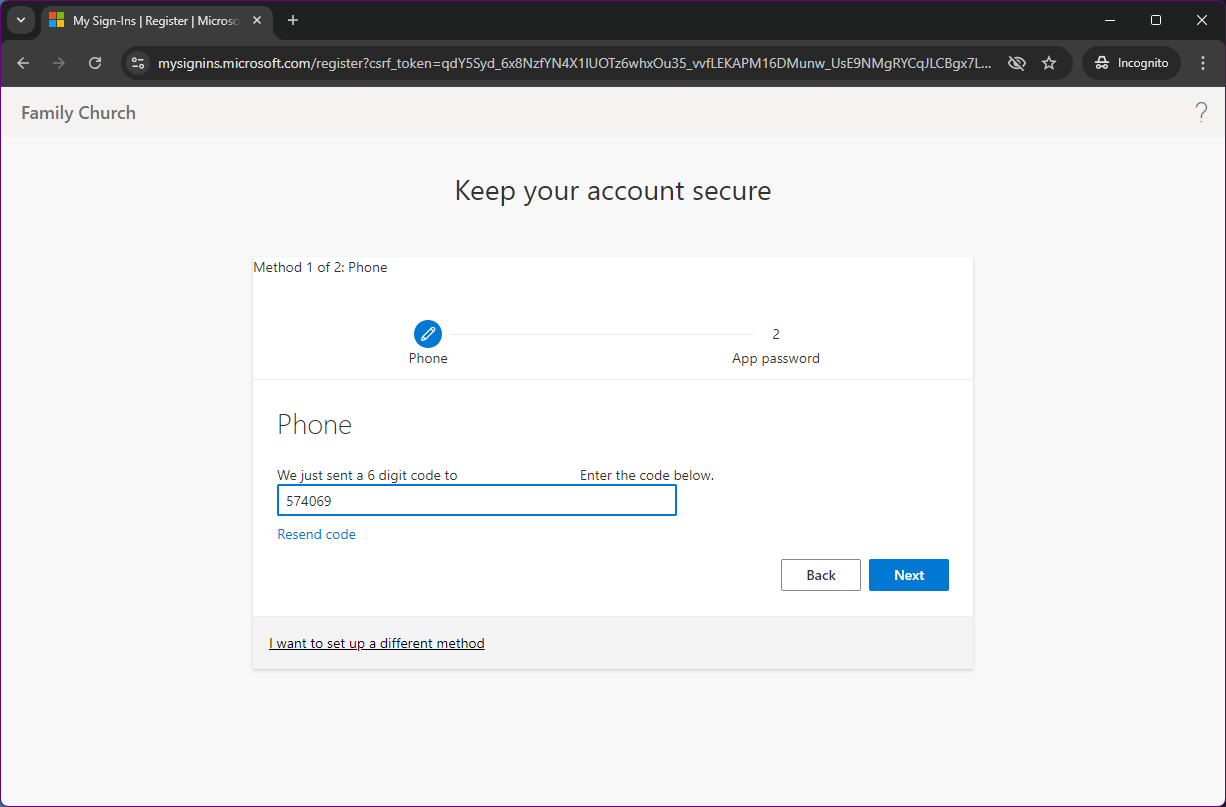 My Sign-Ins | Register | Microso
mysignins.microsoft.com/register?csrf_token=qdY5Syd_6x8NzfYN4X1IUOTz6whxOu35_vvfLEKAPM16DMunw_UsE9NMgRYCqJLCBgx7L...
Incognito
Family Church
?
Keep your account secure
Method 1 of 2: Phone
2
Phone
App password
Phone
We just sent a 6 digit code to Enter the code below.
574069
Resend code
Back
Next
I want to set up a different method